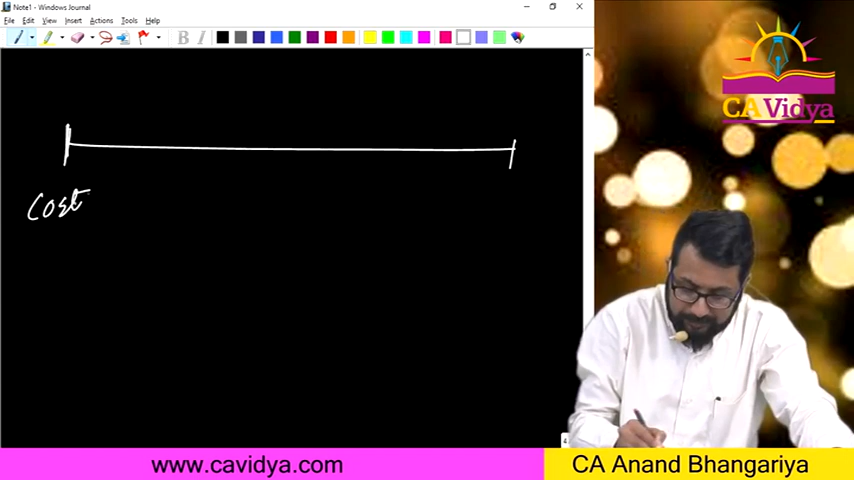 Note1 - Windows Journal
File Edit View Insert Actions Tools Help
B I
CA Vidya
Cost
www.cavidya.com
CA Anand Bhangariya